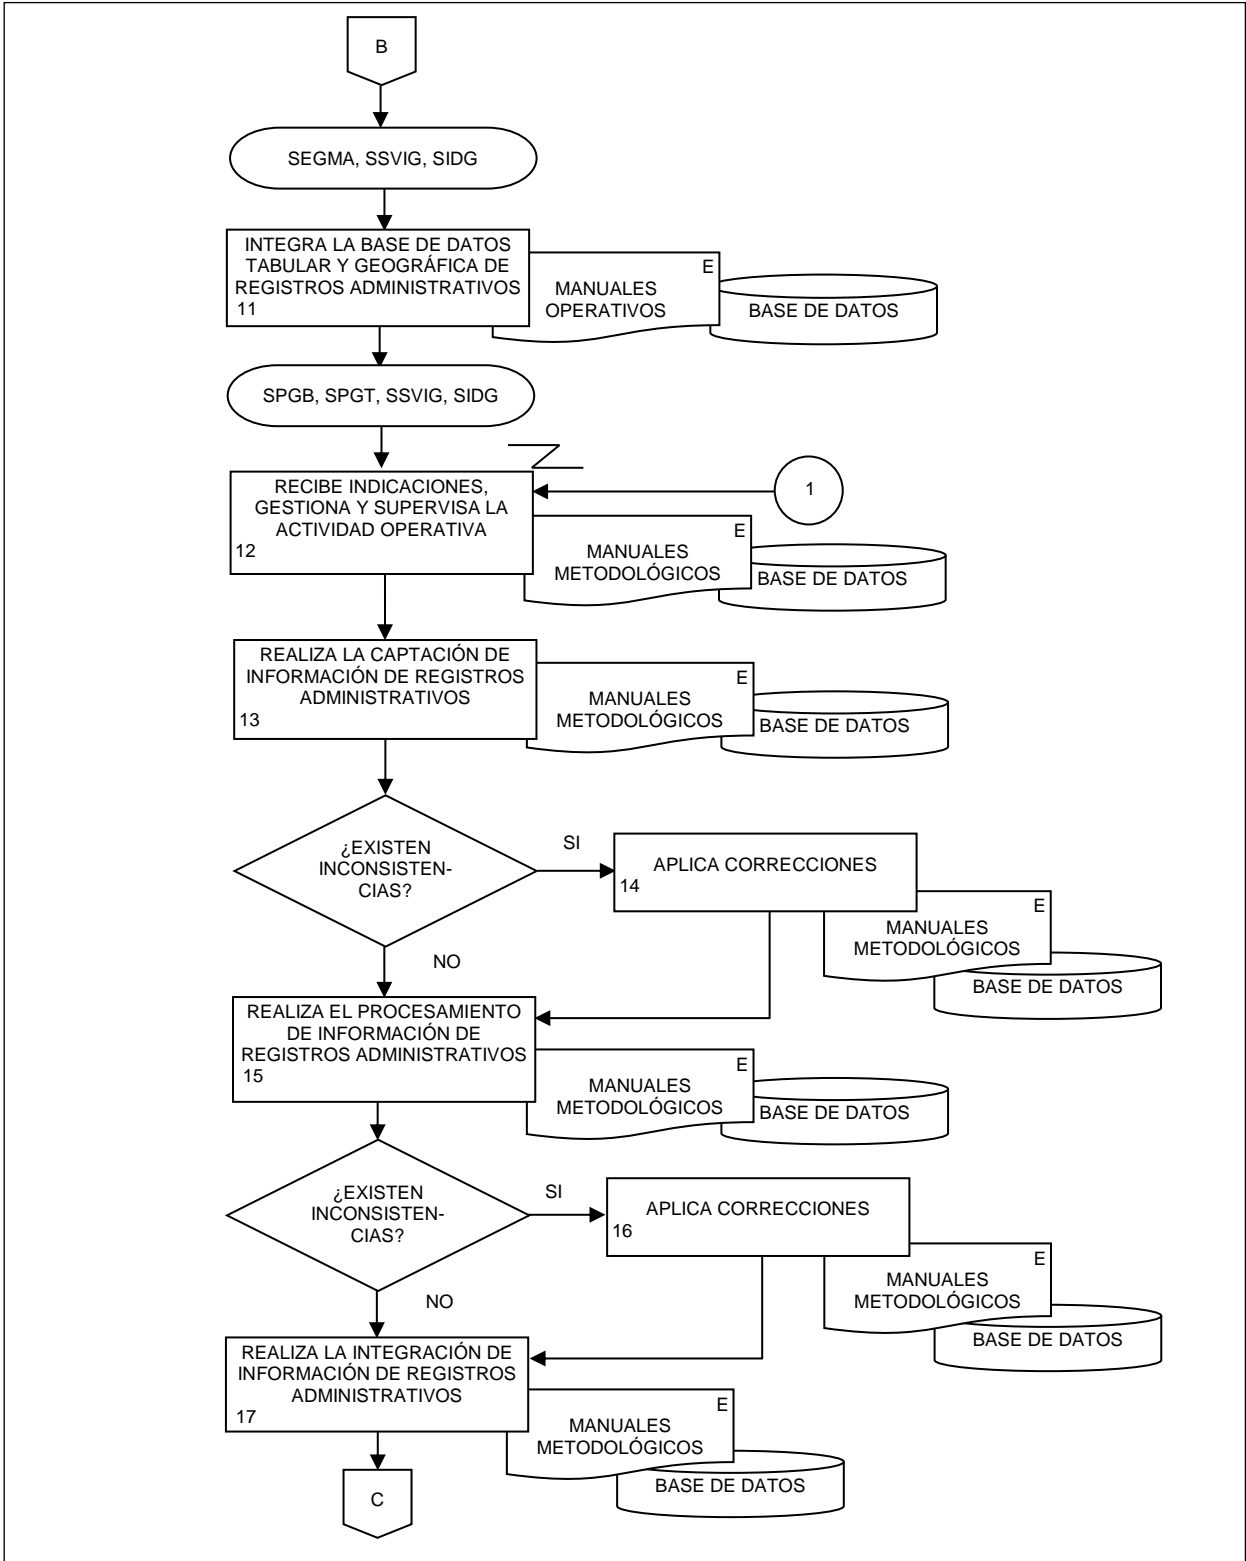 B
SEGMA, SSVIG, SIDG
INTEGRA LA BASE DE DATOS
TABULAR Y GEOGRÁFICA DE
REGISTROS ADMINISTRATIVOS
11
E
MANUALES
OPERATIVOS
BASE DE DATOS
SPGB, SPGT, SSVIG, SIDG
RECIBE INDICACIONES,
GESTIONA Y SUPERVISA LA
ACTIVIDAD OPERATIVA
12
1
E
MANUALES
METODOLÓGICOS
BASE DE DATOS
REALIZA LA CAPTACIÓN DE
INFORMACIÓN DE REGISTROS
ADMINISTRATIVOS
13
E
MANUALES
METODOLÓGICOS
BASE DE DATOS
¿EXISTEN
INCONSISTEN-
CIAS?
SI
APLICA CORRECCIONES
14
E
MANUALES
METODOLÓGICOS
BASE DE DATOS
NO
REALIZA EL PROCESAMIENTO
DE INFORMACIÓN DE
REGISTROS ADMINISTRATIVOS
15
E
MANUALES
METODOLÓGICOS
BASE DE DATOS
¿EXISTEN
INCONSISTEN-
CIAS?
SI
APLICA CORRECCIONES
16
E
MANUALES
METODOLÓGICOS
BASE DE DATOS
NO
REALIZA LA INTEGRACIÓN DE
INFORMACIÓN DE REGISTROS
ADMINISTRATIVOS
17
E
MANUALES
METODOLÓGICOS
BASE DE DATOS
C